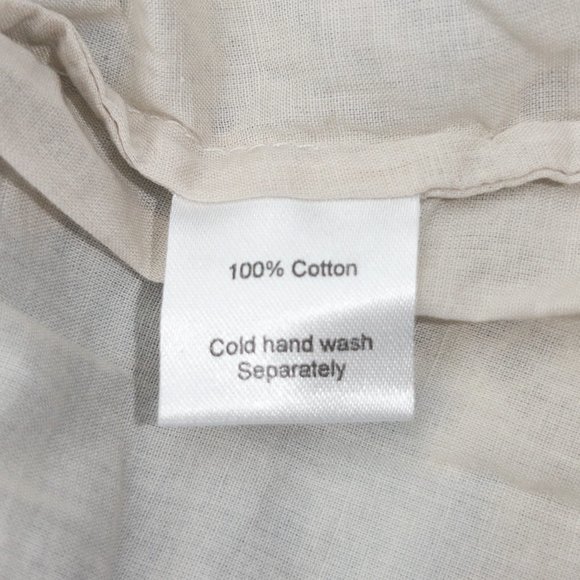 100% Cotton
Cold hand wash
Separately